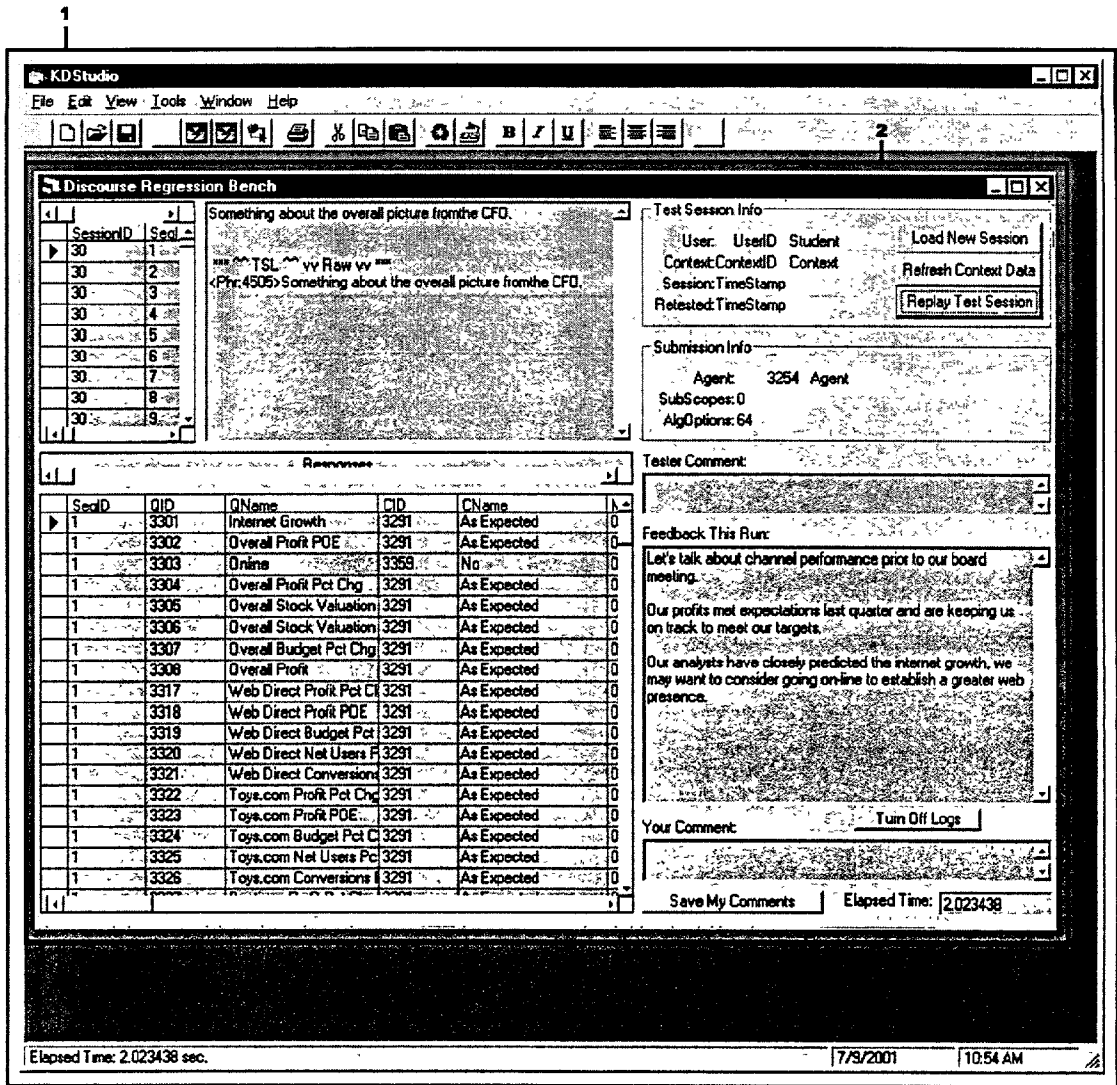 1
KDStudio
File Edit View Tools Window Help
B I U
2
Discourse Regression Bench
SessionID SeqI
30 1
30 2
30 3
30 4
30 5
30 6
30 7
30 8
30 9
Something about the overall picture fromthe CFO.
*** ^^ TSL ^^ vv Raw vv ***
<Phr:4505>Something about the overall picture fromthe CFO.
Test Session Info
User: UserID Student
Context:ContextID Context
Session:TimeStamp
Retested:TimeStamp
Load New Session
Refresh Context Data
Replay Test Session
Submission Info
Agent: 3254 Agent
SubScopes:0
AlgOptions:64
Responses
SeqID QID QName CID CName
1 3301 Internet Growth 3291 As Expected 0
1 3302 Overall Profit POE 3291 As Expected 0
1 3303 Onine 3359 No 0
1 3304 Overall Profit Pct Chg 3291 As Expected 0
1 3305 Overall Stock Valuation 3291 As Expected 0
1 3306 Overall Stock Valuation 3291 As Expected 0
1 3307 Overall Budget Pct Chg 3291 As Expected 0
1 3308 Overall Profit 3291 As Expected 0
1 3317 Web Direct Profit Pct Cl 3291 As Expected 0
1 3318 Web Direct Profit POE 3291 As Expected 0
1 3319 Web Direct Budget Pct 3291 As Expected 0
1 3320 Web Direct Net Users P 3291 As Expected 0
1 3321 Web Direct Conversions 3291 As Expected 0
1 3322 Toys.com Profit Pct Chg 3291 As Expected 0
1 3323 Toys.com Profit POE 3291 As Expected 0
1 3324 Toys.com Budget Pct C 3291 As Expected 0
1 3325 Toys.com Net Users Pc 3291 As Expected 0
1 3326 Toys.com Conversions 3291 As Expected 0
Tester Comment:
Feedback This Run:
Let's talk about channel performance prior to our board
meeting.
Our profits met expectations last quarter and are keeping us
on track to meet our targets.
Our analysts have closely predicted the internet growth, we
may want to consider going on-line to establish a greater web
presence.
Your Comment:
Turn Off Logs
Save My Comments
Elapsed Time: 2.023438
Elapsed Time: 2.023438 sec.
7/9/2001
10:54 AM